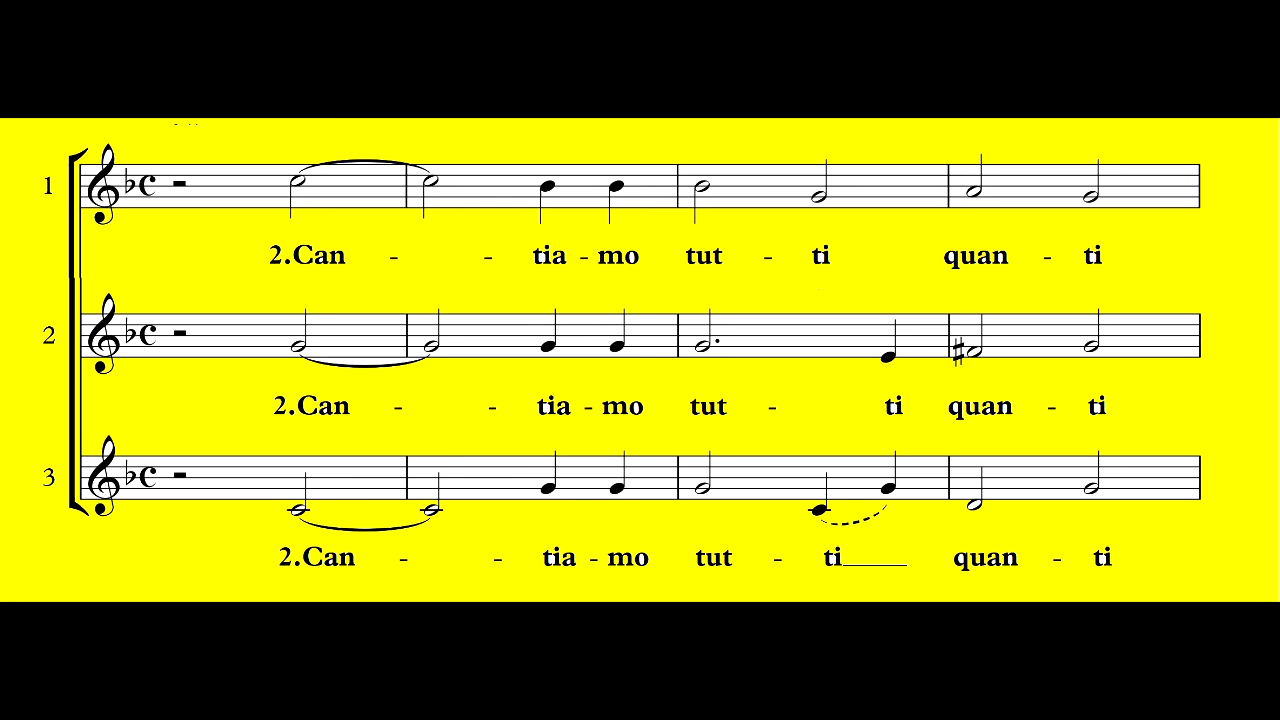 1
2.Can - - tia - mo tut - ti quan - ti
2
2.Can - - tia - mo tut - ti quan - ti
3
2.Can - - tia - mo tut - ti___ quan - ti